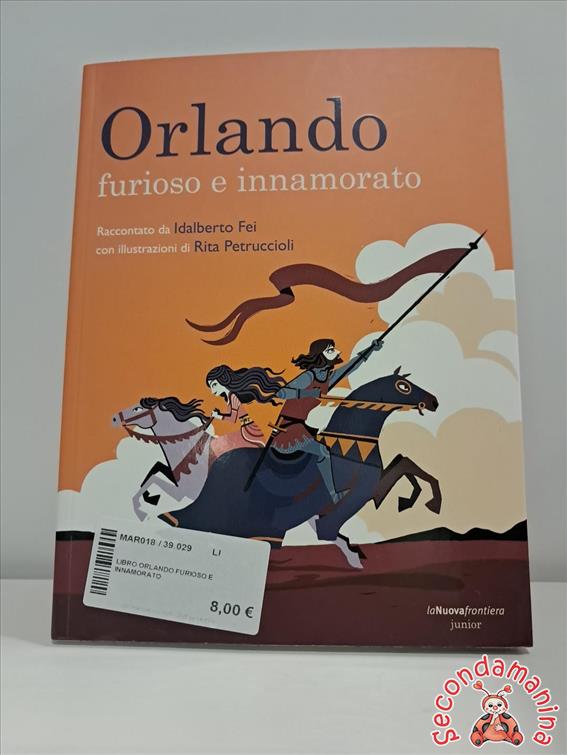 Orlando
furioso e innamorato
Raccontato da Idalberto Fei
con illustrazioni di Rita Petruccioli
MAR018 / 39.029 LI
LIBRO ORLANDO FURIOSO E
INNAMORATO
8,00 €
laNuovafrontiera
junior
Secondamanina